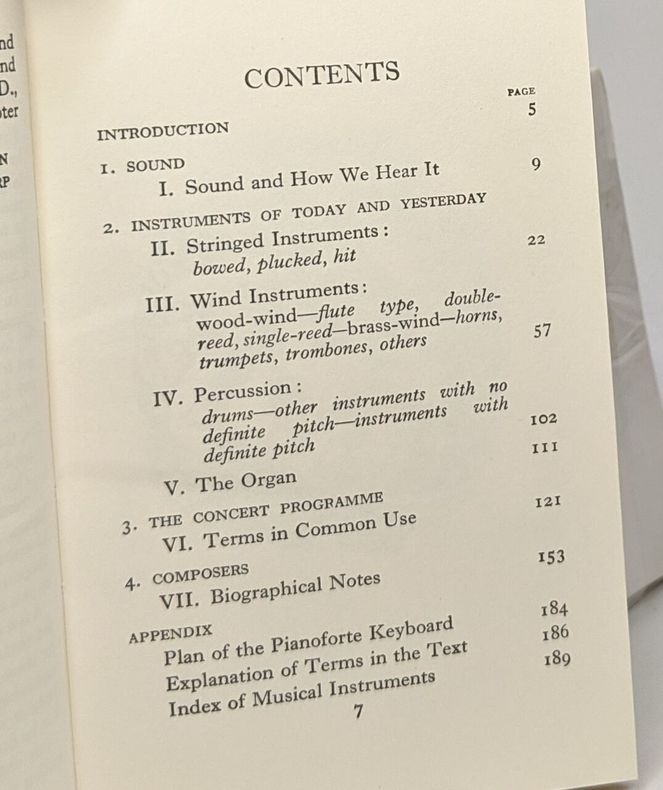 nd
nd
D.,
oter
N
RP
CONTENTS
PAGE
INTRODUCTION 5
1. SOUND
I. Sound and How We Hear It 9
2. INSTRUMENTS OF TODAY AND YESTERDAY
II. Stringed Instruments:
bowed, plucked, hit 22
III. Wind Instruments:
wood-wind—flute type, double-
reed, single-reed—brass-wind—horns,
trumpets, trombones, others 57
IV. Percussion:
drums—other instruments with no
definite pitch—instruments with
definite pitch 102
V. The Organ 111
3. THE CONCERT PROGRAMME
VI. Terms in Common Use 121
4. COMPOSERS
VII. Biographical Notes 153
APPENDIX
Plan of the Pianoforte Keyboard 184
Explanation of Terms in the Text 186
Index of Musical Instruments 189
7